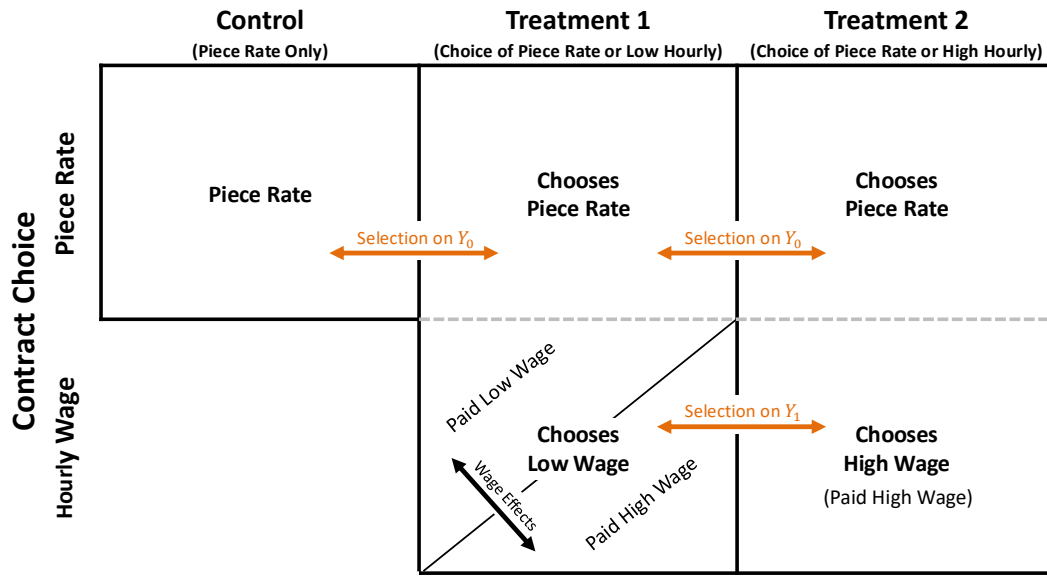 Control
(Piece Rate Only)
Treatment 1
(Choice of Piece Rate or Low Hourly)
Treatment 2
(Choice of Piece Rate or High Hourly)
Contract Choice
Piece Rate
Piece Rate
Chooses
Piece Rate
Chooses
Piece Rate
Selection on Y₀
Selection on Y₀
Hourly Wage
Paid Low Wage
Chooses
Low Wage
Wage Effects
Paid High Wage
Selection on Y₁
Chooses
High Wage
(Paid High Wage)